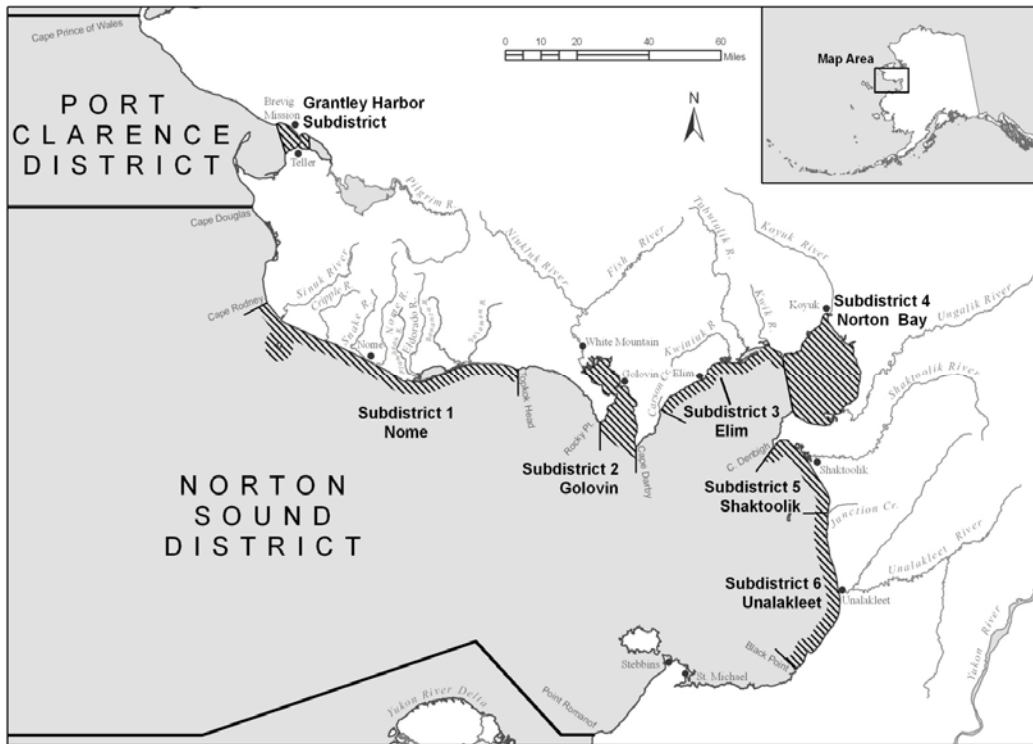 Cape Prince of Wales
PORT
CLARENCE
DISTRICT
Cape Douglas
Brevig
Mission
Grantley Harbor
Subdistrict
Teller
0 5 10 20 40 60
Miles
N
Map Area
Pilgrim R.
Niukluk River
Fish River
Tubutulik R.
Koyuk River
Kwik R.
Koyuk
Subdistrict 4
Norton Bay
Ungalik River
Shaktoolik River
Cape Rodney
Sinuk River
Cripple R.
Snake R.
Nome
Nome R.
Eldorado R.
Bonanza R.
Solomon R.
Topkok Head
Subdistrict 1
Nome
White Mountain
Golovin
Rocky Pt.
Cape Darby
Subdistrict 2
Golovin
Kwiniuk R.
Carson Cr.
Elim
Subdistrict 3
Elim
C. Denbigh
Shaktoolik
Subdistrict 5
Shaktoolik
Junction Cr.
Unalakleet River
Subdistrict 6
Unalakleet
Unalakleet
Black Point
NORTON
SOUND
DISTRICT
Stebbins
St. Michael
Point Romanof
Yukon River
Delta
Yukon River